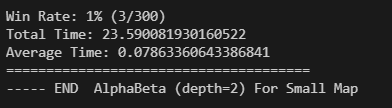 Win Rate: 1% (3/300)
Total Time: 23.590081930160522
Average Time: 0.07863360643386841
====================================
----- END  AlphaBeta (depth=2) For Small Map